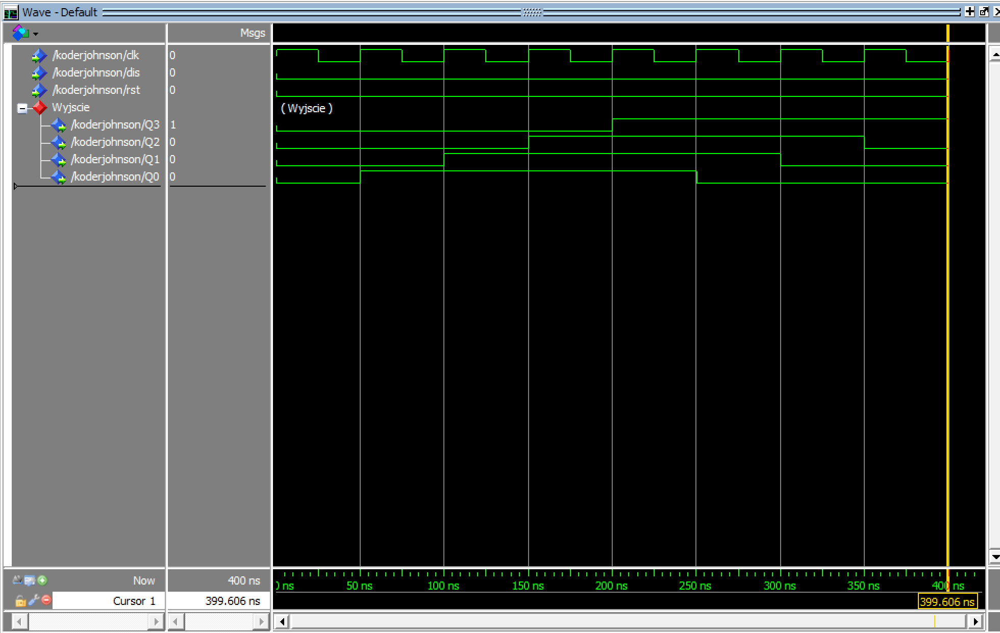 Wave - Default
Msgs
/koderjohnson/clk 0
/koderjohnson/dis 0
/koderjohnson/rst 0
Wyjscie (Wyjscie)
/koderjohnson/Q3 1
/koderjohnson/Q2 0
/koderjohnson/Q1 0
/koderjohnson/Q0 0
Now 400 ns ns 50 ns 100 ns 150 ns 200 ns 250 ns 300 ns 350 ns 400 ns
Cursor 1 399.606 ns 399.606 ns